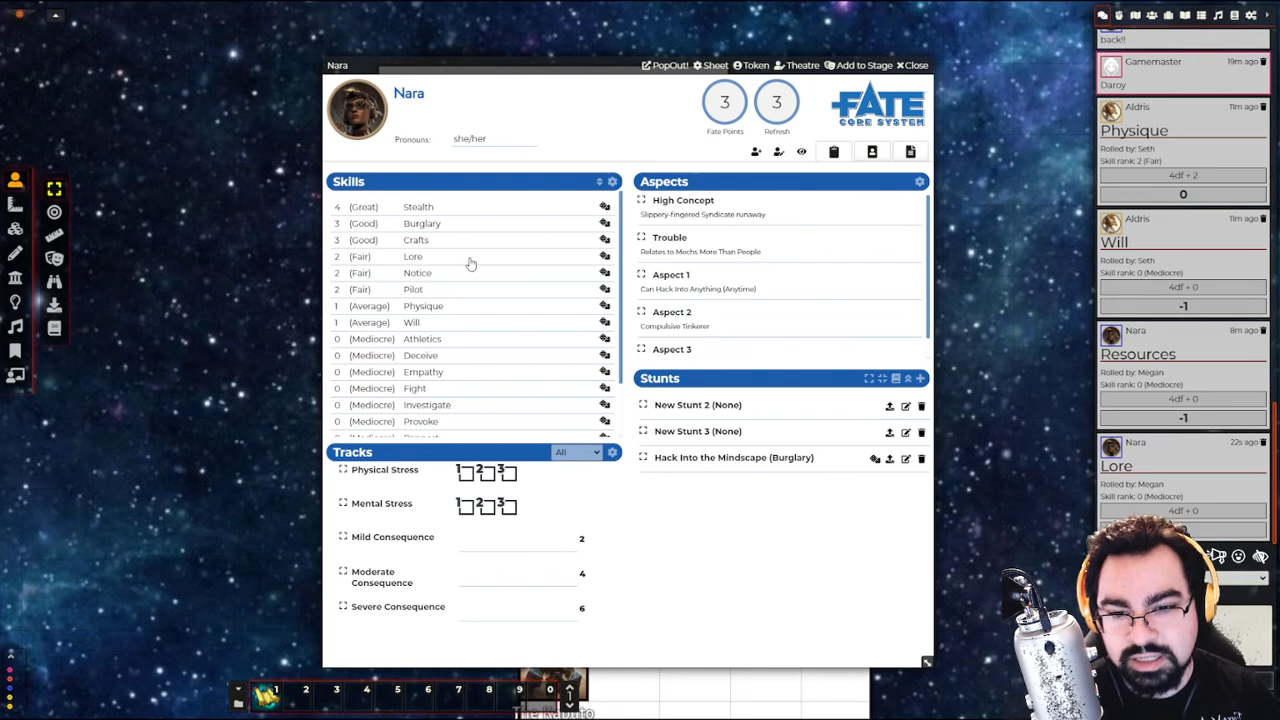 Nara
PopOut! Sheet Token Theatre Add to Stage Close
Nara
Pronouns: she/her
3 3
Fate Points Refresh
FATE
CORE SYSTEM
Skills
4 (Great) Stealth
3 (Good) Burglary
3 (Good) Crafts
2 (Fair) Lore
2 (Fair) Notice
2 (Fair) Pilot
1 (Average) Physique
1 (Average) Will
0 (Mediocre) Athletics
0 (Mediocre) Deceive
0 (Mediocre) Empathy
0 (Mediocre) Fight
0 (Mediocre) Investigate
0 (Mediocre) Provoke
Tracks
All
Physical Stress 1 2 3
Mental Stress 1 2 3
Mild Consequence 2
Moderate
Consequence 4
Severe Consequence 6
Aspects
High Concept
Slippery-fingered Syndicate runaway
Trouble
Relates to Mechs More Than People
Aspect 1
Can Hack Into Anything (Anytime)
Aspect 2
Compulsive Tinkerer
Aspect 3
Stunts
New Stunt 2 (None)
New Stunt 3 (None)
Hack Into the Mindscape (Burglary)
back!!
Gamemaster 19m ago
Daroy
Aldris 11m ago
Physique
Rolled by: Seth
Skill rank: 2 (Fair)
4df + 2
0
Aldris 11m ago
Will
Rolled by: Seth
Skill rank: 0 (Mediocre)
4df + 0
-1
Nara 8m ago
Resources
Rolled by: Megan
Skill rank: 0 (Mediocre)
4df + 0
-1
Nara 22s ago
Lore
Rolled by: Megan
Skill rank: 0 (Mediocre)
4df + 0
1 2 3 4 5 6 7 8 9 0
1